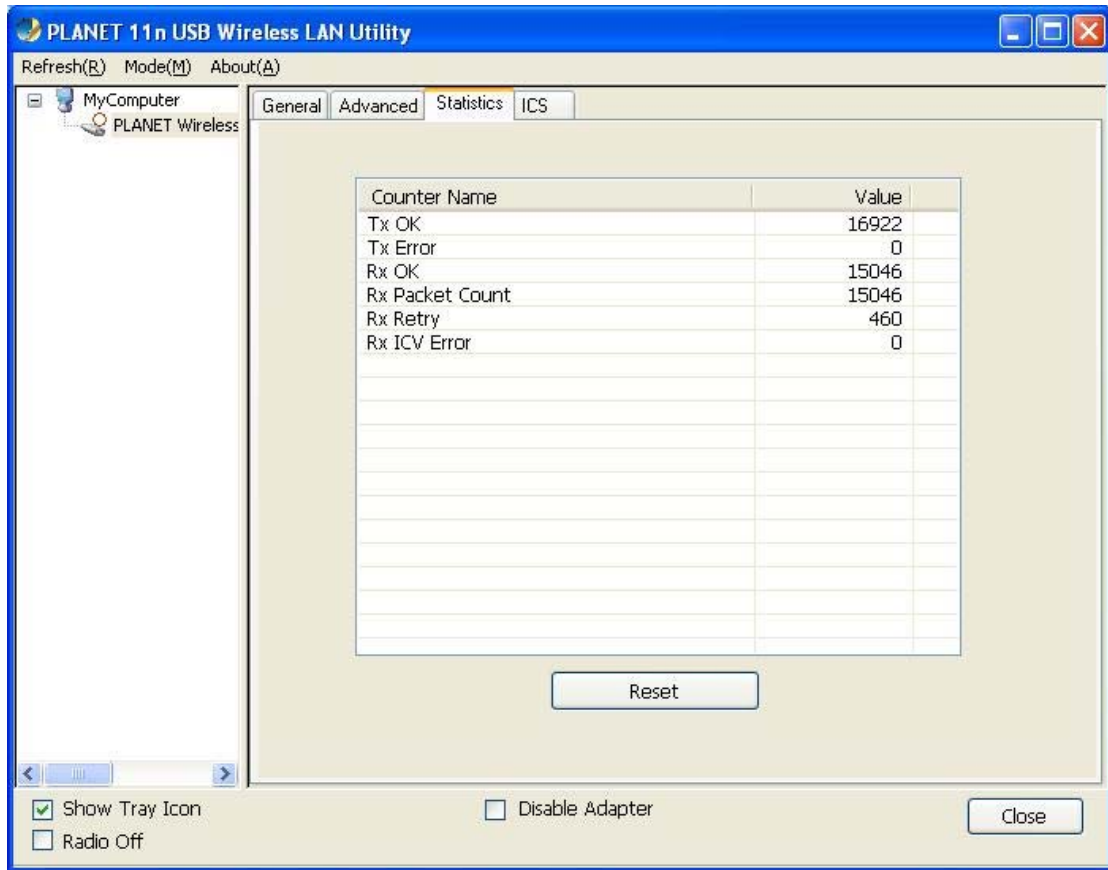 PLANET 11n USB Wireless LAN Utility
Refresh(R) Mode(M) About(A)
MyComputer
PLANET Wireless
General Advanced Statistics ICS
Counter Name Value
Tx OK 16922
Tx Error 0
Rx OK 15046
Rx Packet Count 15046
Rx Retry 460
Rx ICV Error 0
Reset
Show Tray Icon
Radio Off
Disable Adapter
Close